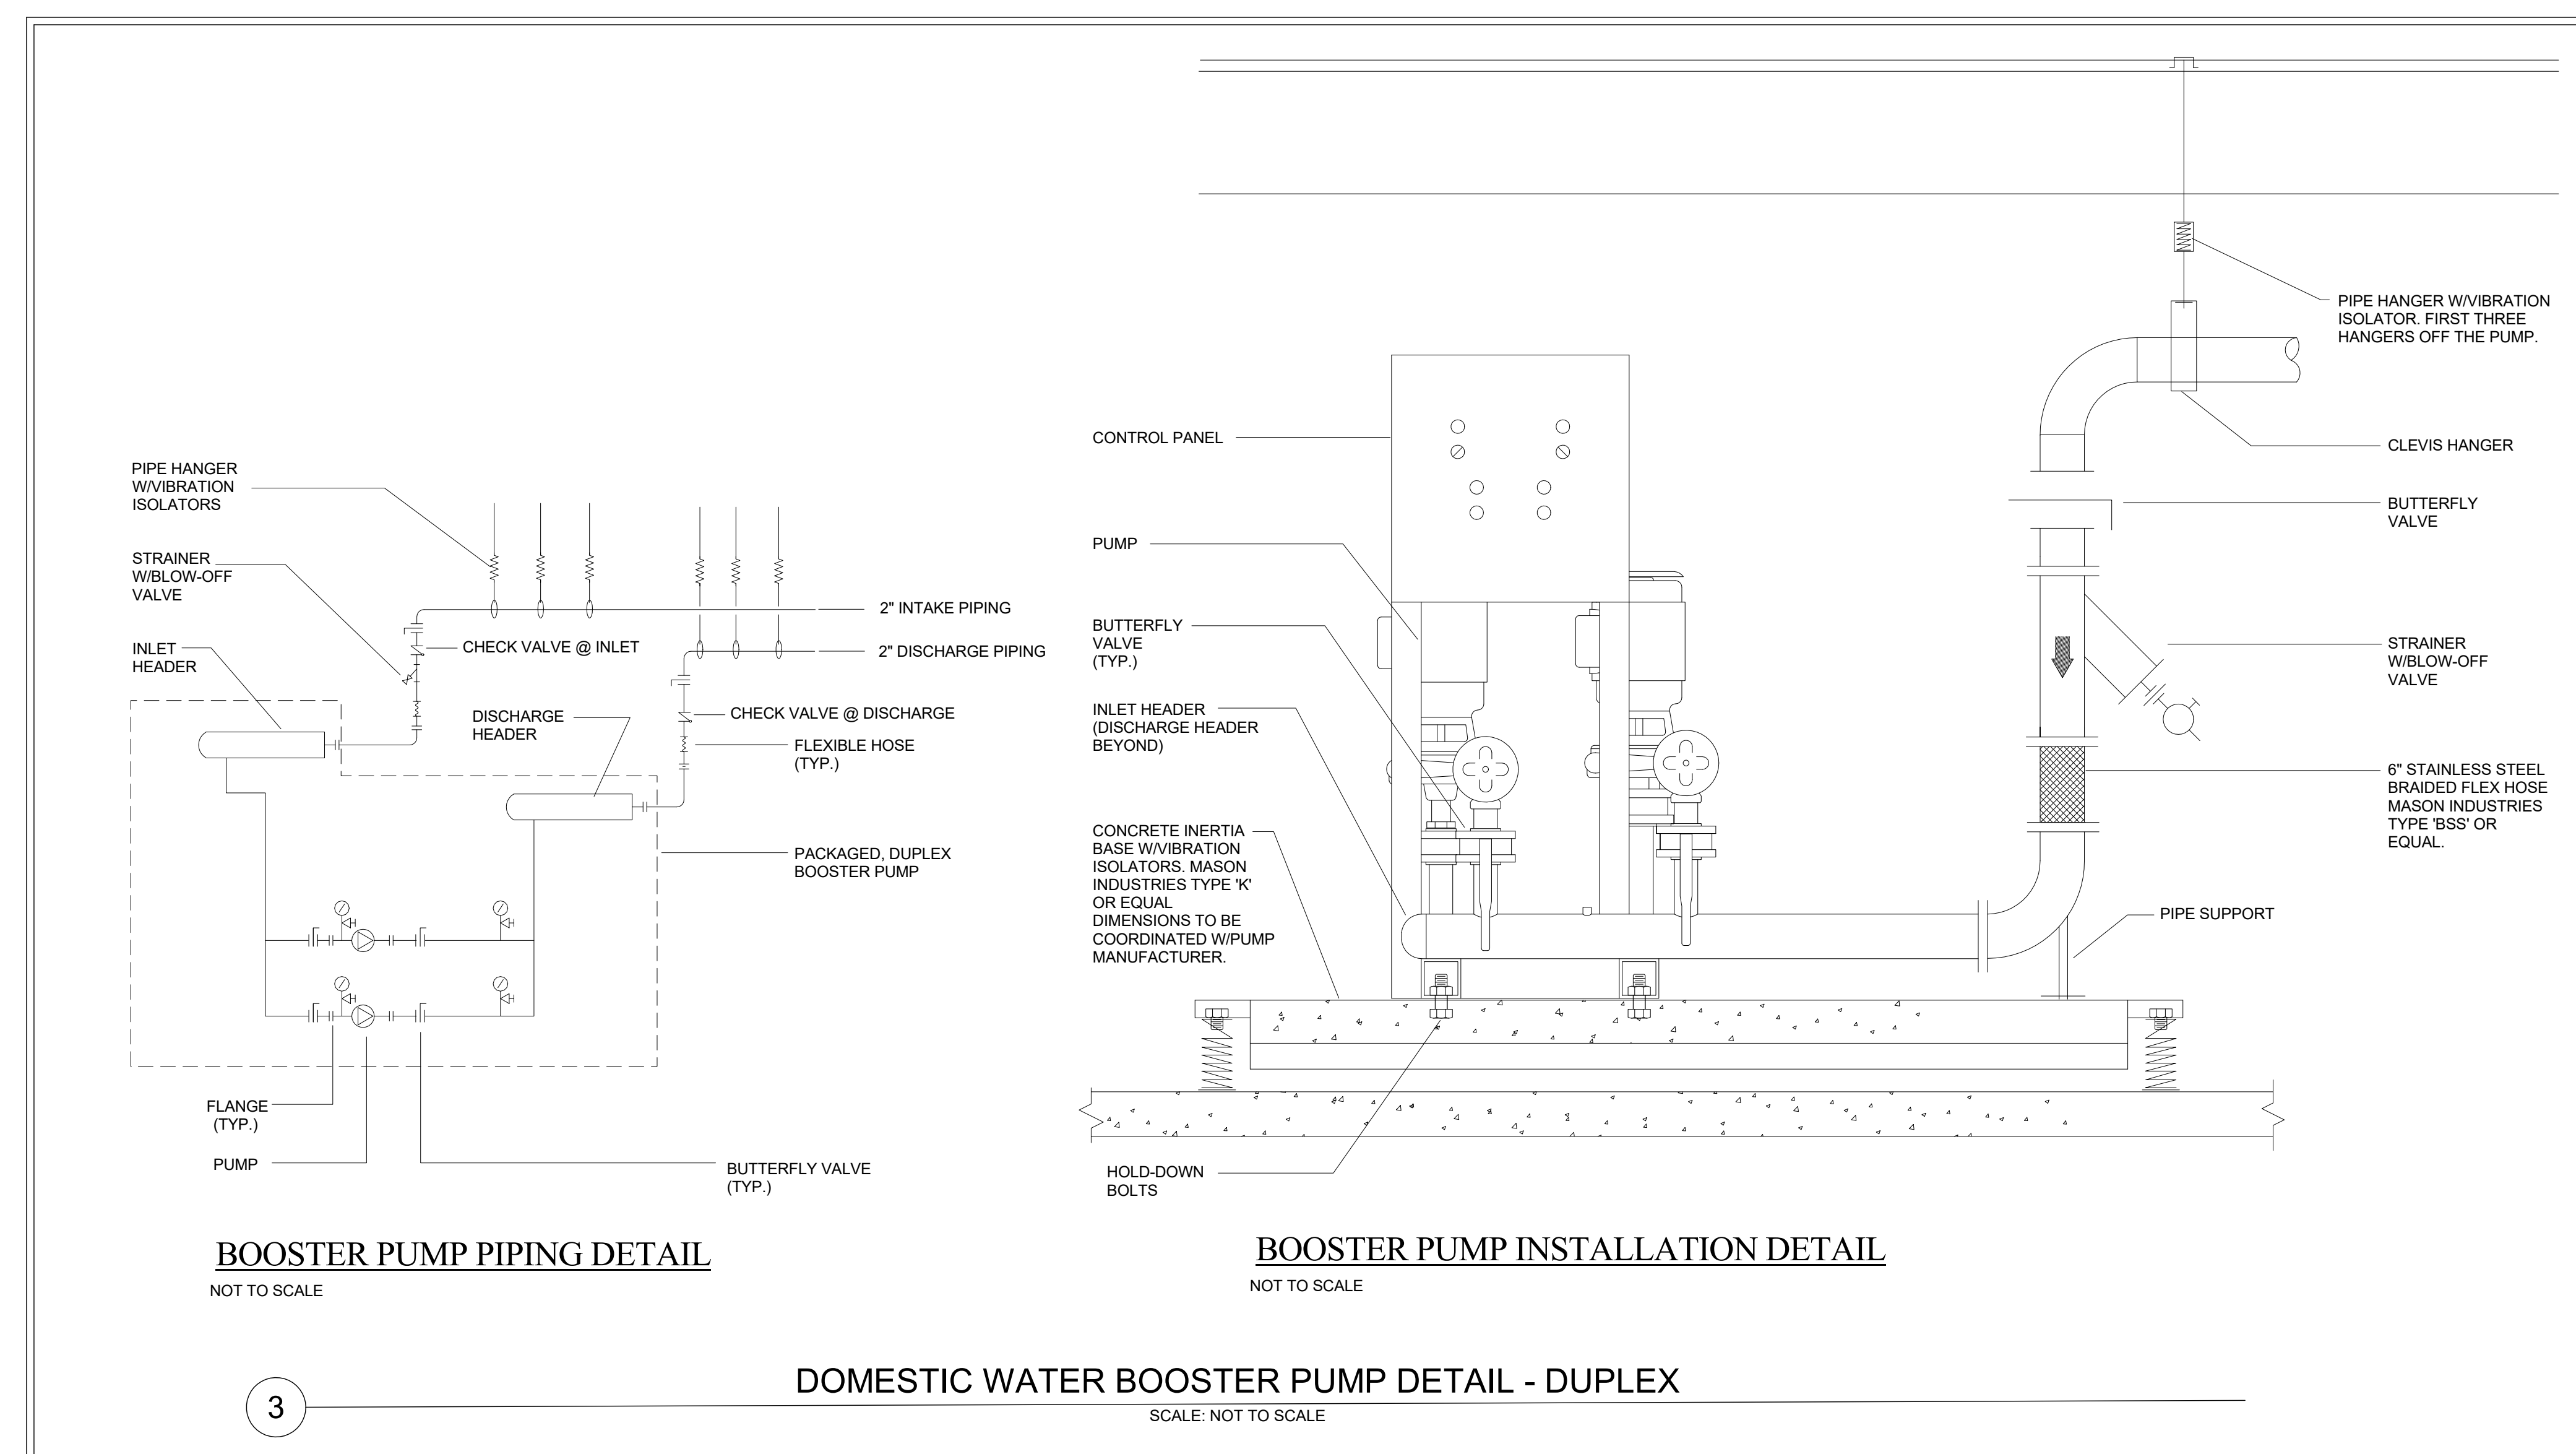 PIPE HANGER
W/VIBRATION
ISOLATORS
STRAINER
W/BLOW-OFF
VALVE
INLET
HEADER
CHECK VALVE @ INLET
2" INTAKE PIPING
2" DISCHARGE PIPING
DISCHARGE
HEADER
CHECK VALVE @ DISCHARGE
FLEXIBLE HOSE
(TYP.)
PACKAGED, DUPLEX
BOOSTER PUMP
FLANGE
(TYP.)
PUMP
BUTTERFLY VALVE
(TYP.)
BOOSTER PUMP PIPING DETAIL
NOT TO SCALE
CONTROL PANEL
PUMP
BUTTERFLY
VALVE
(TYP.)
INLET HEADER
(DISCHARGE HEADER
BEYOND)
CONCRETE INERTIA
BASE W/VIBRATION
ISOLATORS. MASON
INDUSTRIES TYPE 'K'
OR EQUAL
DIMENSIONS TO BE
COORDINATED W/PUMP
MANUFACTURER.
HOLD-DOWN
BOLTS
PIPE HANGER W/VIBRATION
ISOLATOR. FIRST THREE
HANGERS OFF THE PUMP.
CLEVIS HANGER
BUTTERFLY
VALVE
STRAINER
W/BLOW-OFF
VALVE
6" STAINLESS STEEL
BRAIDED FLEX HOSE
MASON INDUSTRIES
TYPE 'BSS' OR
EQUAL.
PIPE SUPPORT
BOOSTER PUMP INSTALLATION DETAIL
NOT TO SCALE
3
DOMESTIC WATER BOOSTER PUMP DETAIL - DUPLEX
SCALE: NOT TO SCALE